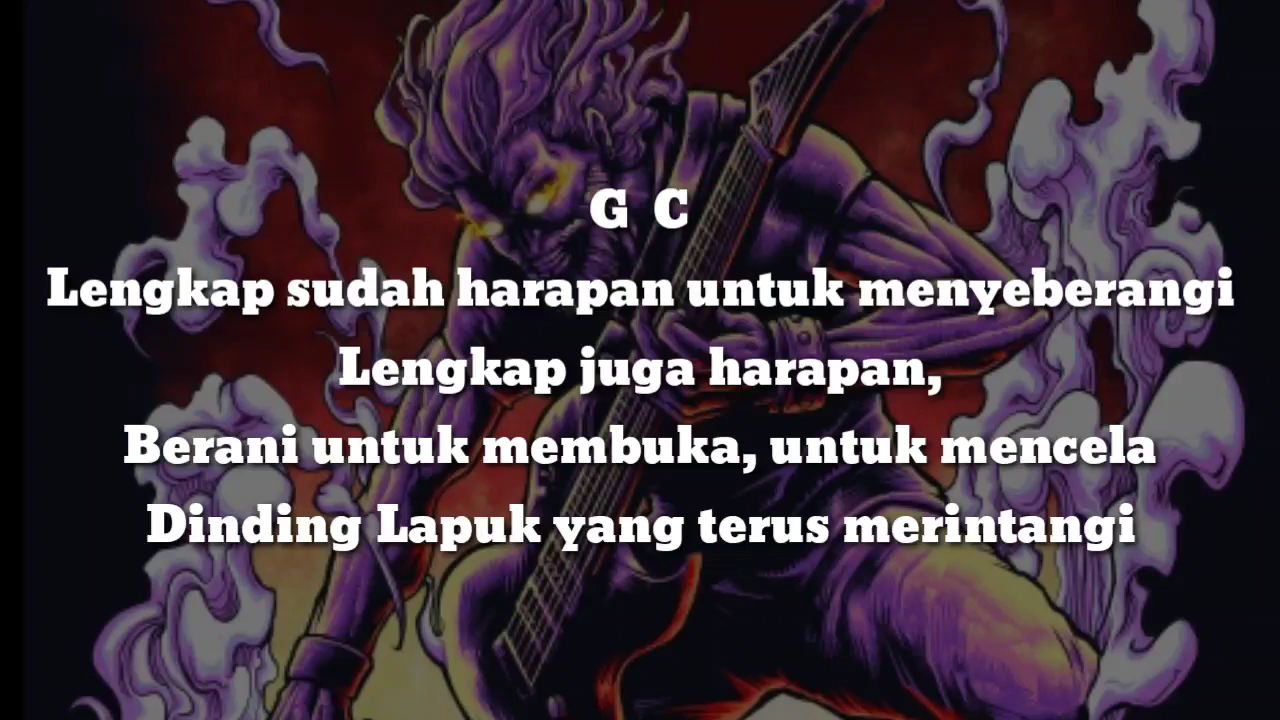 G C
Lengkap sudah harapan untuk menyeberangi
Lengkap juga harapan,
Berani untuk membuka, untuk mencela
Dinding Lapuk yang terus merintangi